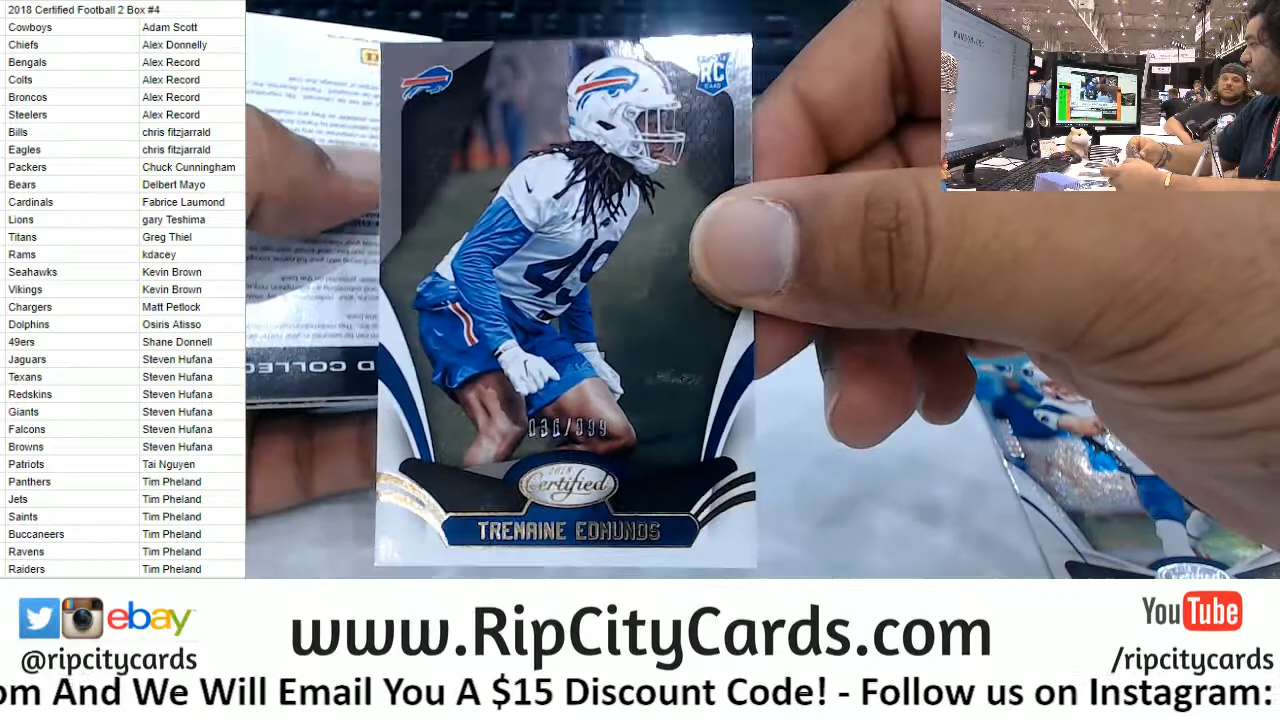 2018 Certified Football 2 Box #4
Cowboys Adam Scott
Chiefs Alex Donnelly
Bengals Alex Record
Colts Alex Record
Broncos Alex Record
Steelers Alex Record
Bills chris fitzjarrald
Eagles chris fitzjarrald
Packers Chuck Cunningham
Bears Delbert Mayo
Cardinals Fabrice Laumond
Lions gary Teshima
Titans Greg Thiel
Rams kdacey
Seahawks Kevin Brown
Vikings Kevin Brown
Chargers Matt Petlock
Dolphins Osiris Atisso
49ers Shane Donnell
Jaguars Steven Hufana
Texans Steven Hufana
Redskins Steven Hufana
Giants Steven Hufana
Falcons Steven Hufana
Browns Steven Hufana
Patriots Tai Nguyen
Panthers Tim Pheland
Jets Tim Pheland
Saints Tim Pheland
Buccaneers Tim Pheland
Ravens Tim Pheland
Raiders Tim Pheland
RC
CARD
49
/999
2018
Certified
TREMAINE EDMUNDS
D COLLEC
ebay
@ripcitycards
www.RipCityCards.com
YouTube
/ripcitycards
om And We Will Email You A $15 Discount Code! - Follow us on Instagram: